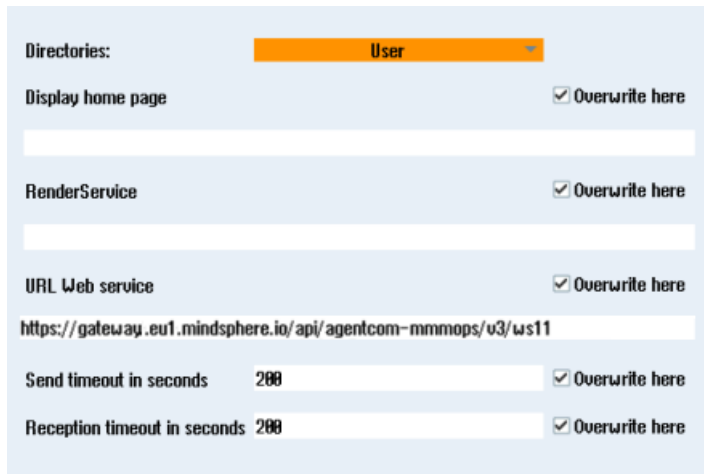 Directories: User
Display home page Overwrite here
RenderService Overwrite here
URL Web service Overwrite here
https://gateway.eu1.mindsphere.io/api/agentcom-mmmops/v3/ws11
Send timeout in seconds 200 Overwrite here
Reception timeout in seconds 200 Overwrite here